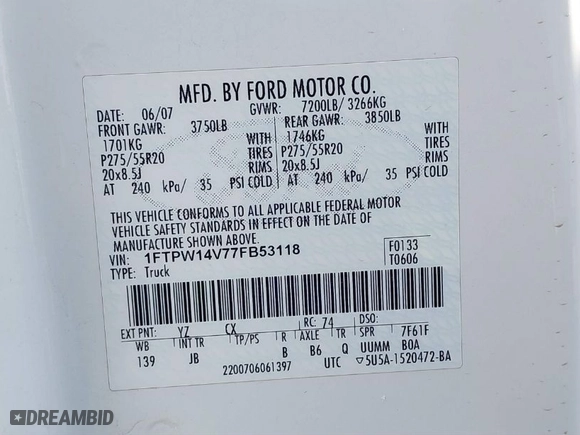 MFD. BY FORD MOTOR CO.
DATE: 06/07 GVWR: 7200LB/ 3266KG
FRONT GAWR: 3750LB REAR GAWR: 3850LB
1701KG WITH 1746KG WITH
P275/55R20 TIRES P275/55R20 TIRES
20x8.5J RIMS 20x8.5J RIMS
AT 240 kPa/ 35 PSI COLD AT 240 kPa/ 35 PSI COLD
THIS VEHICLE CONFORMS TO ALL APPLICABLE FEDERAL MOTOR
VEHICLE SAFETY STANDARDS IN EFFECT ON THE DATE OF
MANUFACTURE SHOWN ABOVE.
VIN: 1FTPW14V77FB53118 F0133
TYPE: Truck T0606
EXT PNT: YZ CX RC: 74 DSO:
WB INT TR TP/PS R AXLE TR SPR 7F61F
139 JB B B6 Q UUMM BOA
2200706061397 UTC ▽5U5A-1520472-BA
DREAMBID